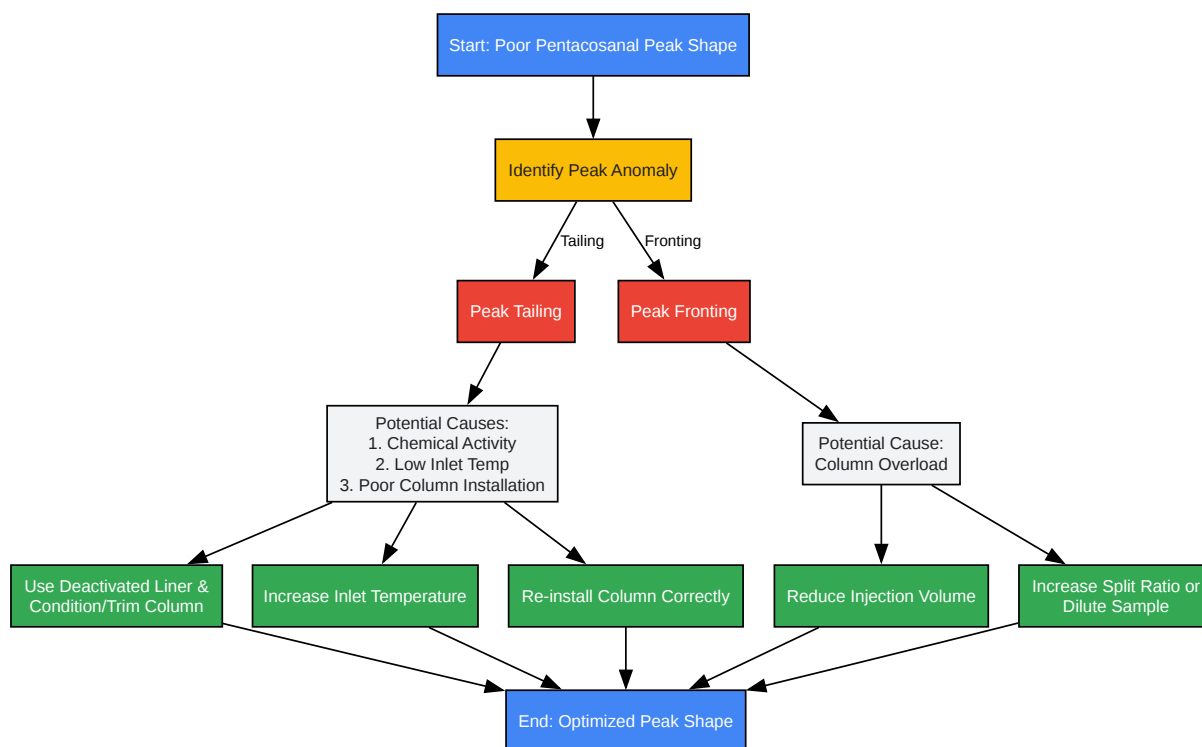 Start: Poor Pentacosanal Peak Shape
Identify Peak Anomaly
Tailing
Fronting
Peak Tailing
Peak Fronting
Potential Causes:
1. Chemical Activity
2. Low Inlet Temp
3. Poor Column Installation
Potential Cause:
Column Overload
Use Deactivated Liner &
Condition/Trim Column
Increase Inlet Temperature
Re-install Column Correctly
Reduce Injection Volume
Increase Split Ratio or
Dilute Sample
End: Optimized Peak Shape